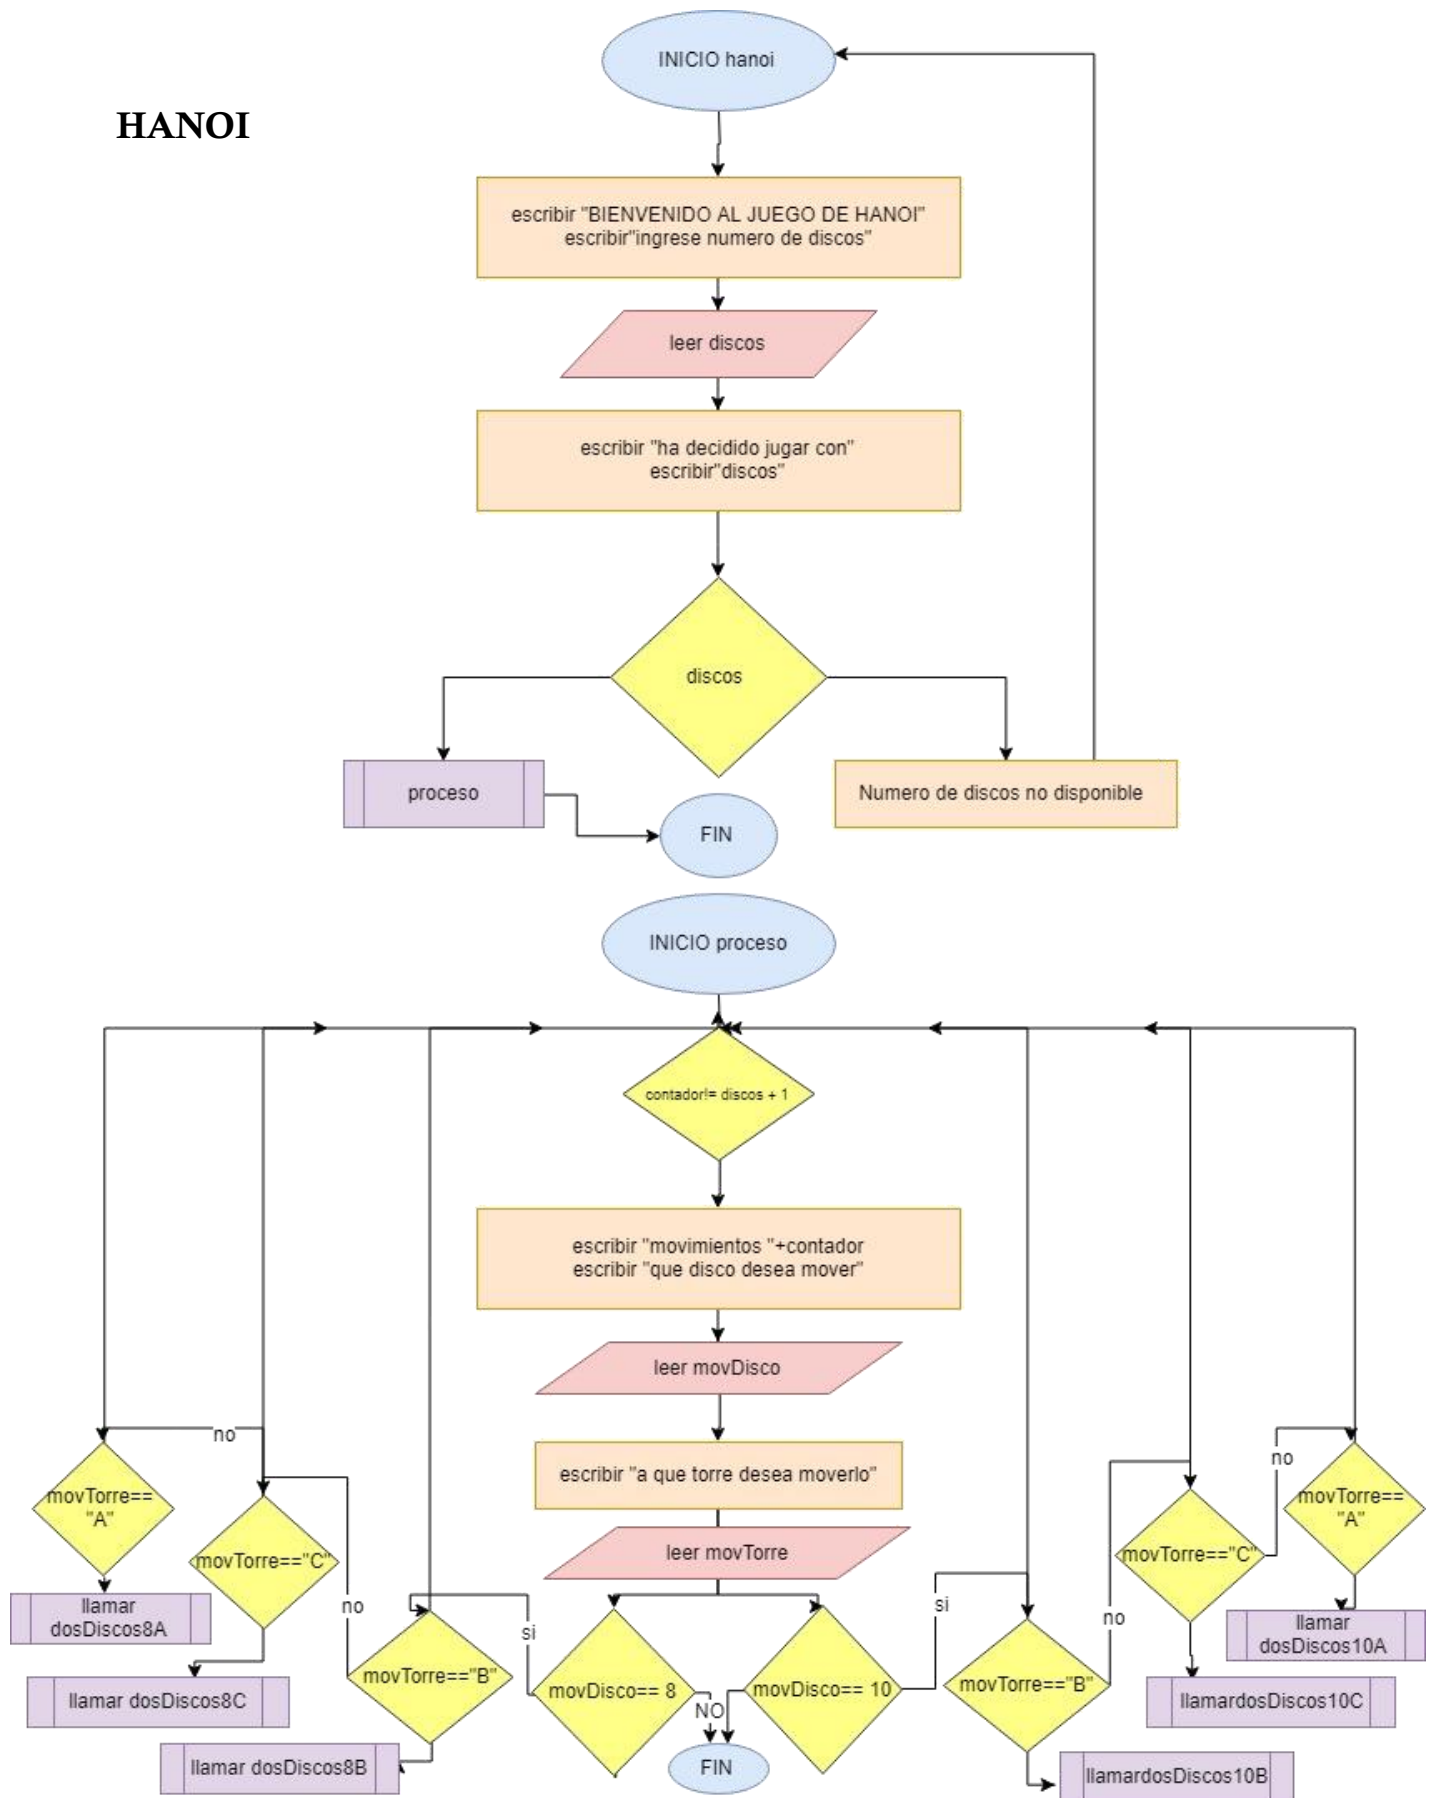 INICIO hanoi
HANOI
escribir "BIENVENIDO AL JUEGO DE HANOI"
escribir"ingrese numero de discos"
leer discos
escribir "ha decidido jugar con"
escribir"discos"
discos
proceso
Numero de discos no disponible
FIN
INICIO proceso
contador!= discos + 1
escribir "movimientos "+contador
escribir "que disco desea mover"
leer movDisco
no
no
escribir "a que torre desea moverlo"
movTorre==
"A"
movTorre==
"A"
leer movTorre
movTorre=="C"
movTorre=="C"
llamar
dosDiscos8A
no
si
si
no
llamar
dosDiscos10A
movTorre=="B"
movDisco== 8
movDisco== 10
movTorre=="B"
llamar dosDiscos8C
NO
llamardosDiscos10C
llamar dosDiscos8B
FIN
llamardosDiscos10B